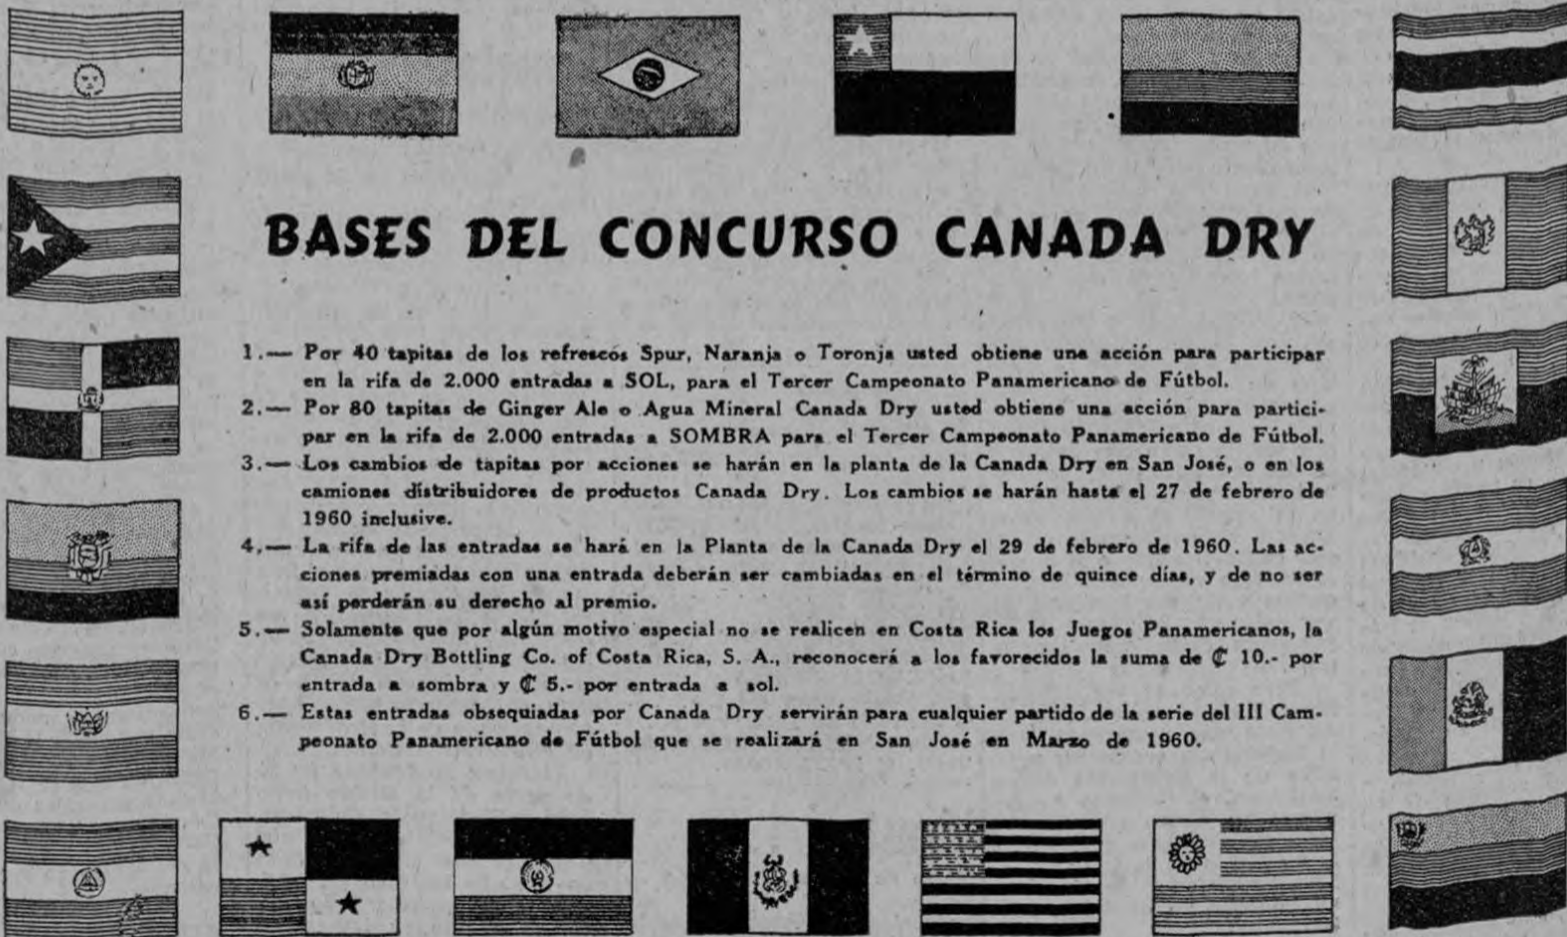 BASES DEL CONCURSO CANADA DRY
1.— Por 40 tapitas de los refrescos Spur, Naranja o Toronja usted obtiene una acción para participar
en la rifa de 2.000 entradas a SOL, para el Tercer Campeonato Panamericano de Fútbol.
2.— Por 80 tapitas de Ginger Ale o Agua Mineral Canada Dry usted obtiene una acción para partici-
par en la rifa de 2.000 entradas a SOMBRA para el Tercer Campeonato Panamericano de Fútbol.
3.— Los cambios de tapitas por acciones se harán en la planta de la Canada Dry en San José, o en los
camiones distribuidores de productos Canada Dry. Los cambios se harán hasta el 27 de febrero de
1960 inclusive.
4.— La rifa de las entradas se hará en la Planta de la Canada Dry el 29 de febrero de 1960. Las ac-
ciones premiadas con una entrada deberán ser cambiadas en el término de quince días, y de no ser
así perderán su derecho al premio.
5.— Solamente que por algún motivo especial no se realicen en Costa Rica los Juegos Panamericanos, la
Canada Dry Bottling Co. of Costa Rica, S. A., reconocerá a los favorecidos la suma de ₡ 10.- por
entrada a sombra y ₡ 5.- por entrada a sol.
6.— Estas entradas obsequiadas por Canada Dry servirán para cualquier partido de la serie del III Cam-
peonato Panamericano de Fútbol que se realizará en San José en Marzo de 1960.